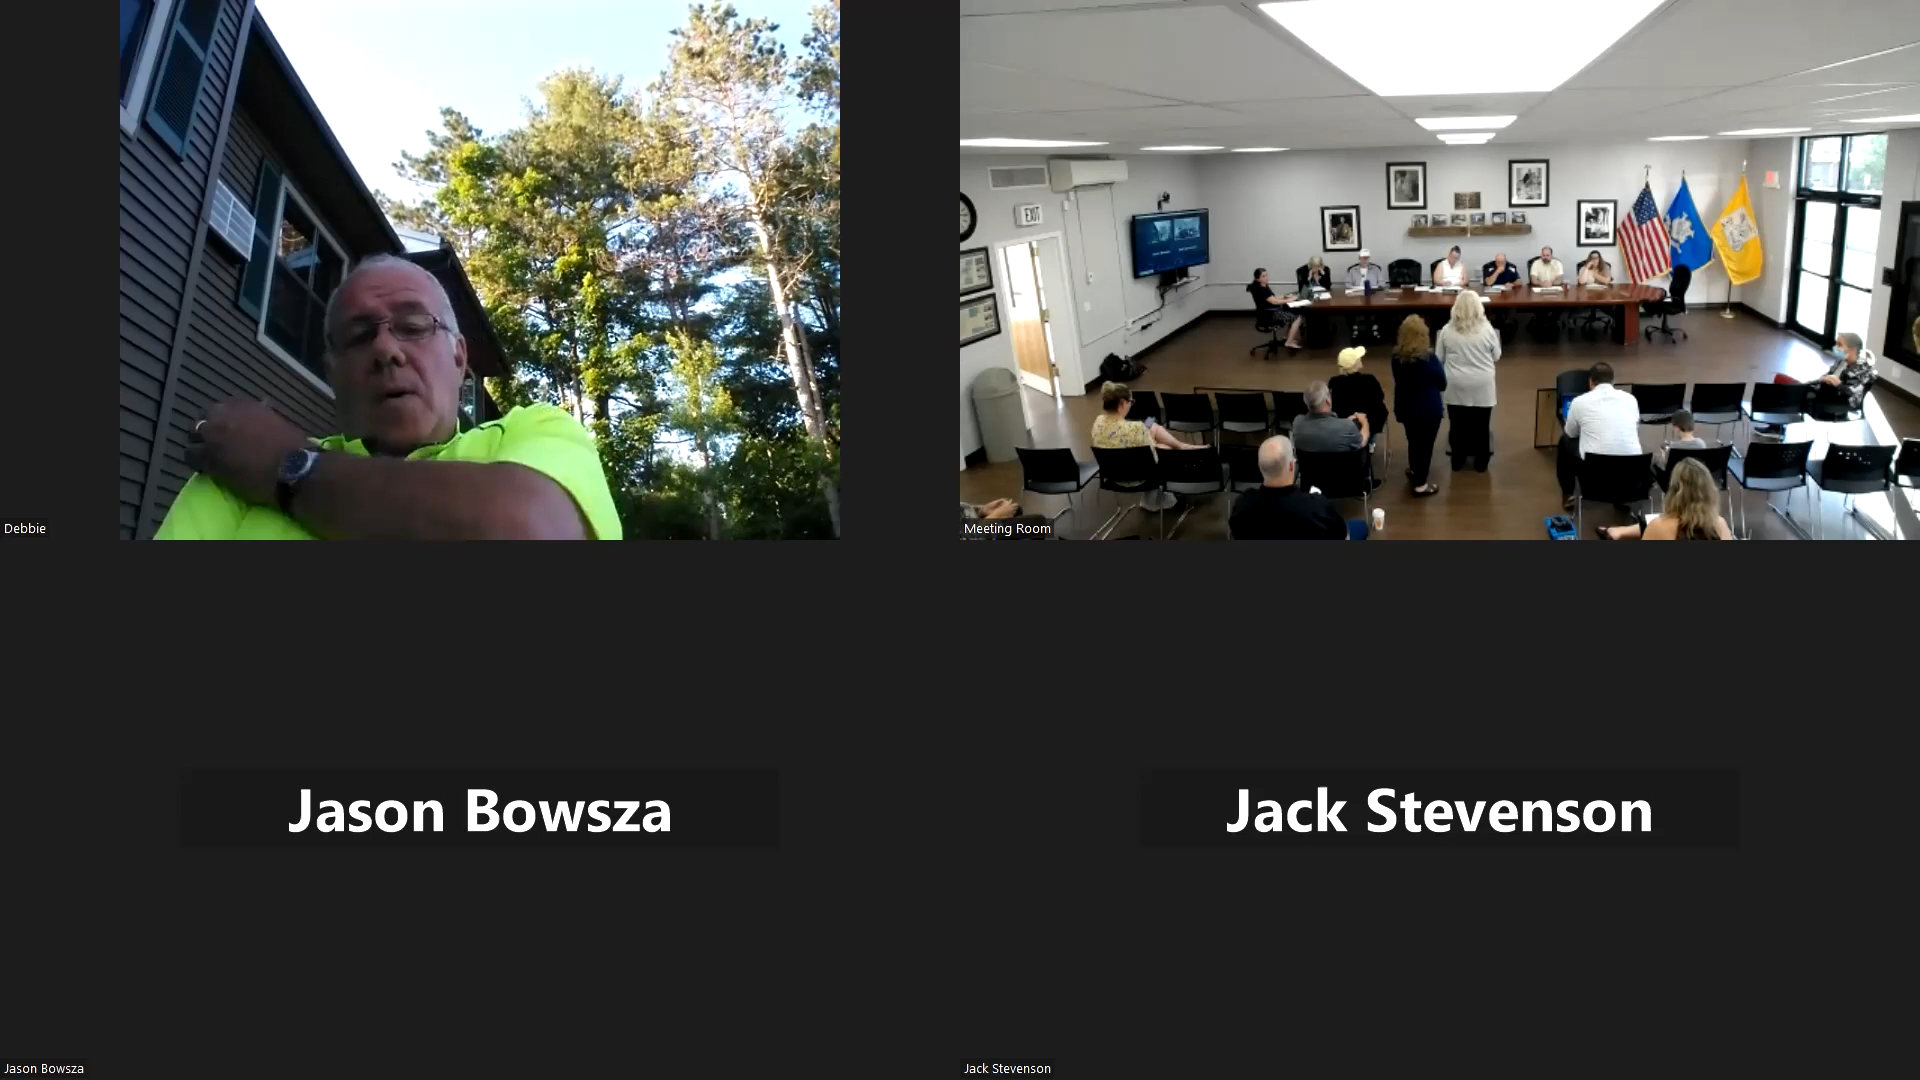 Debbie
EXIT
Meeting Room
Jason Bowsza
Jack Stevenson
Jason Bowsza
Jack Stevenson